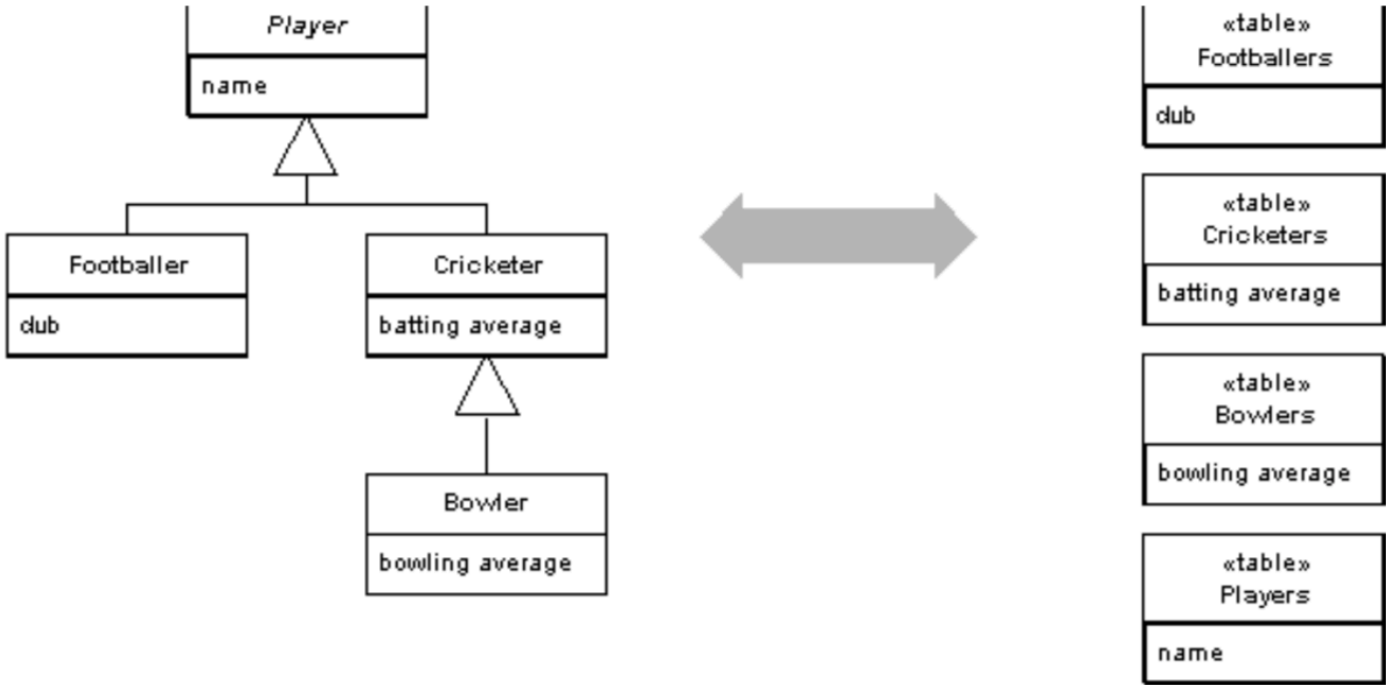 Player
name
Footballer
club
Cricketer
batting average
Bowler
bowling average
«table»
Footballers
club
«table»
Cricketers
batting average
«table»
Bowlers
bowling average
«table»
Players
name